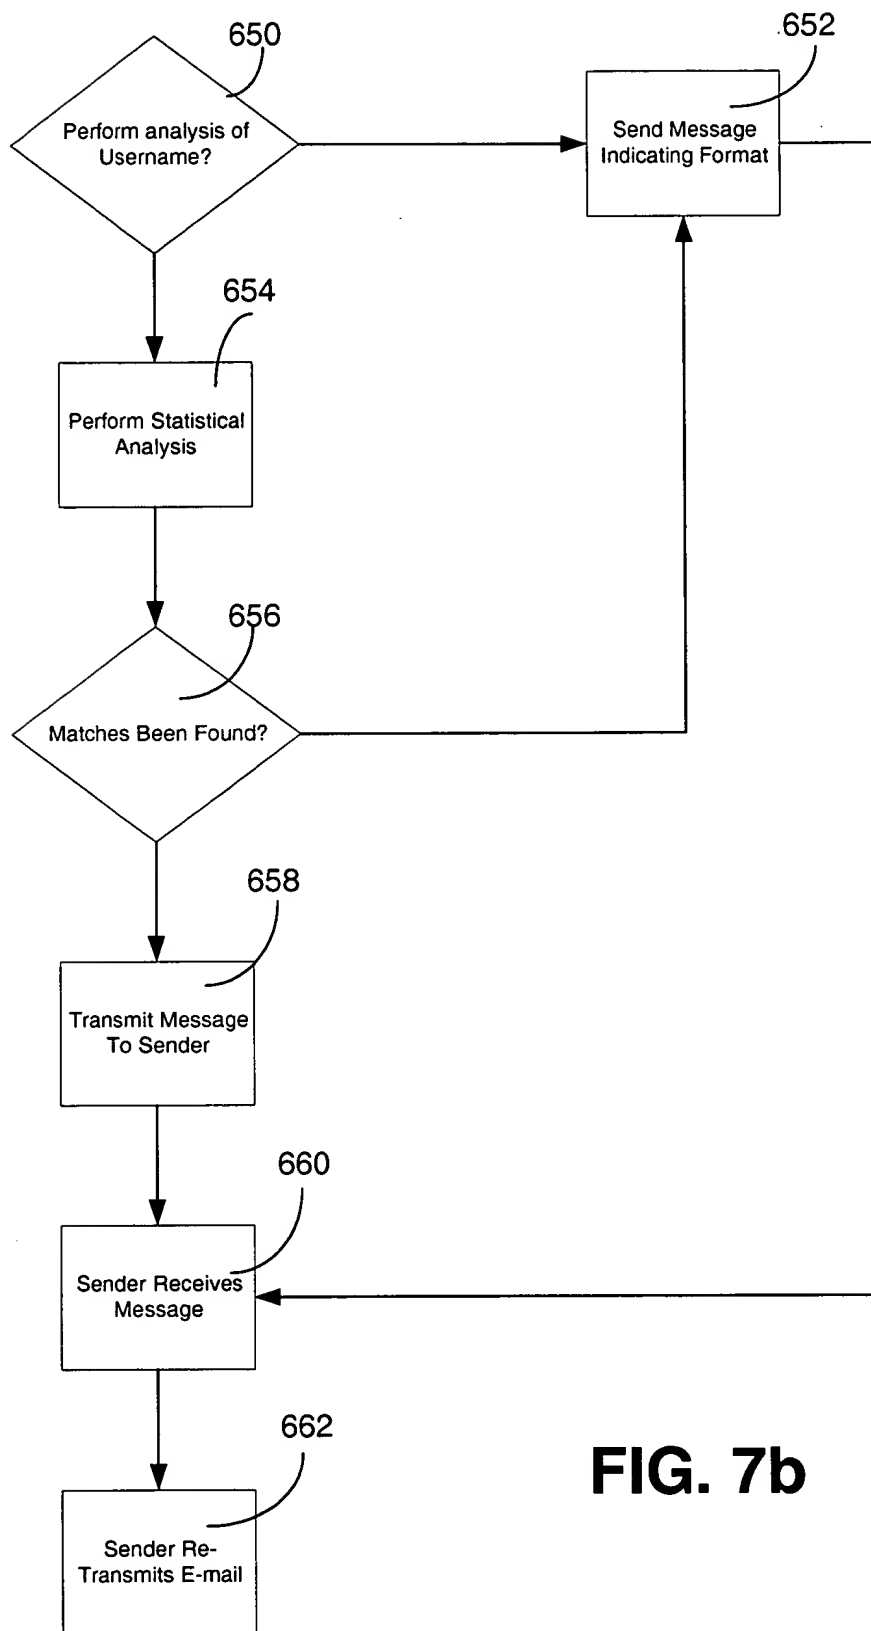 650
Perform analysis of
Username?
652
Send Message
Indicating Format
654
Perform Statistical
Analysis
656
Matches Been Found?
658
Transmit Message
To Sender
660
Sender Receives
Message
662
Sender Re-
Transmits E-mail
FIG. 7b